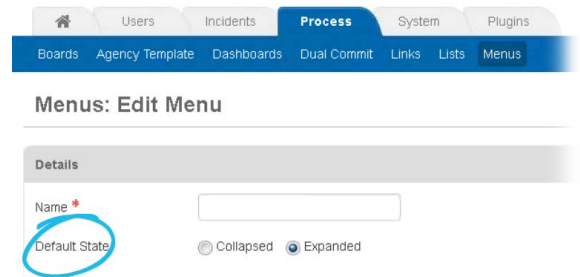 Users Incidents Process System Plugins
Boards Agency Template Dashboards Dual Commit Links Lists Menus
Menus: Edit Menu
Details
Name *
Default State Collapsed Expanded